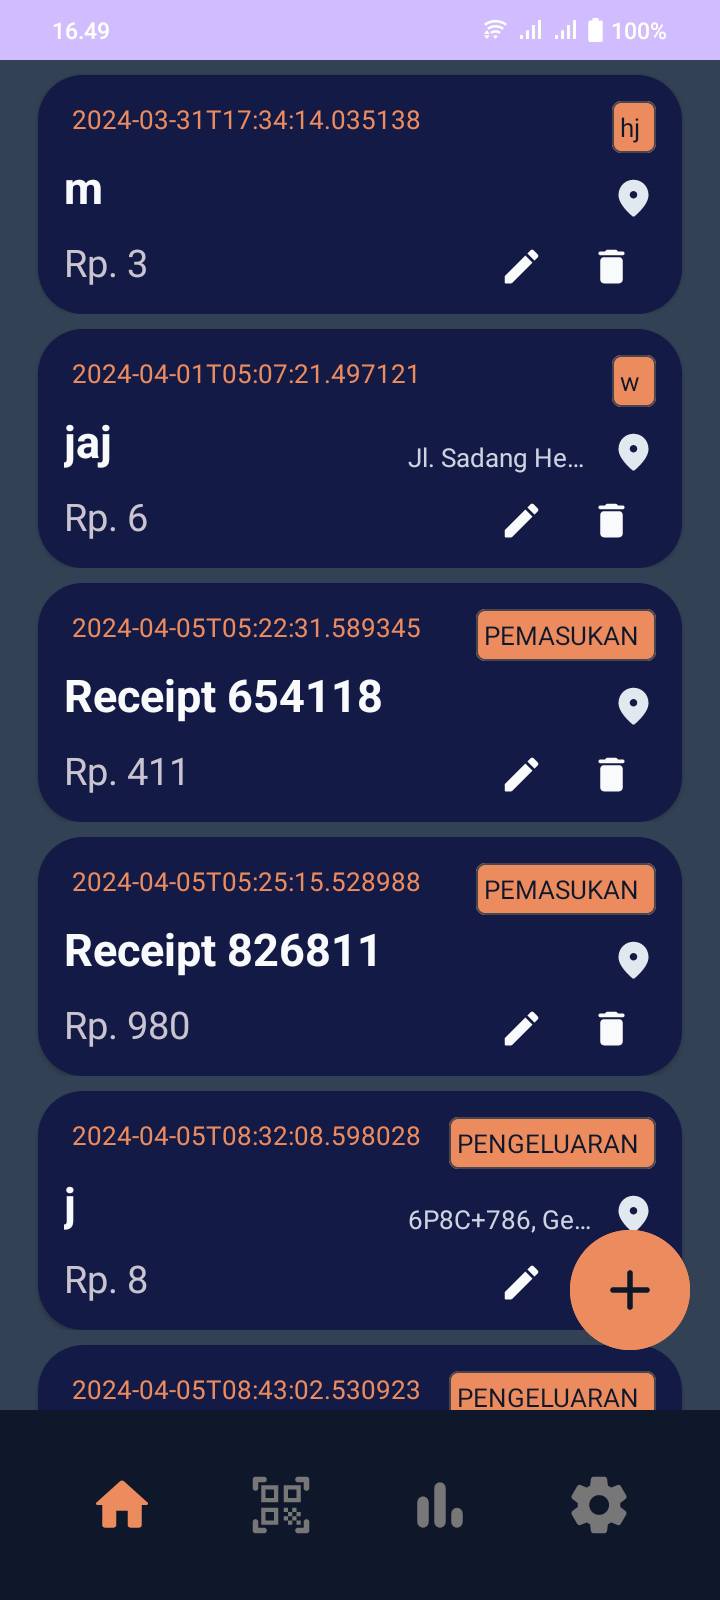 16.49 100%
2024-03-31T17:34:14.035138 hj
m
Rp. 3
2024-04-01T05:07:21.497121 w
jaj Jl. Sadang He...
Rp. 6
2024-04-05T05:22:31.589345 PEMASUKAN
Receipt 654118
Rp. 411
2024-04-05T05:25:15.528988 PEMASUKAN
Receipt 826811
Rp. 980
2024-04-05T08:32:08.598028 PENGELUARAN
j 6P8C+786, Ge...
Rp. 8
2024-04-05T08:43:02.530923 PENGELUARAN